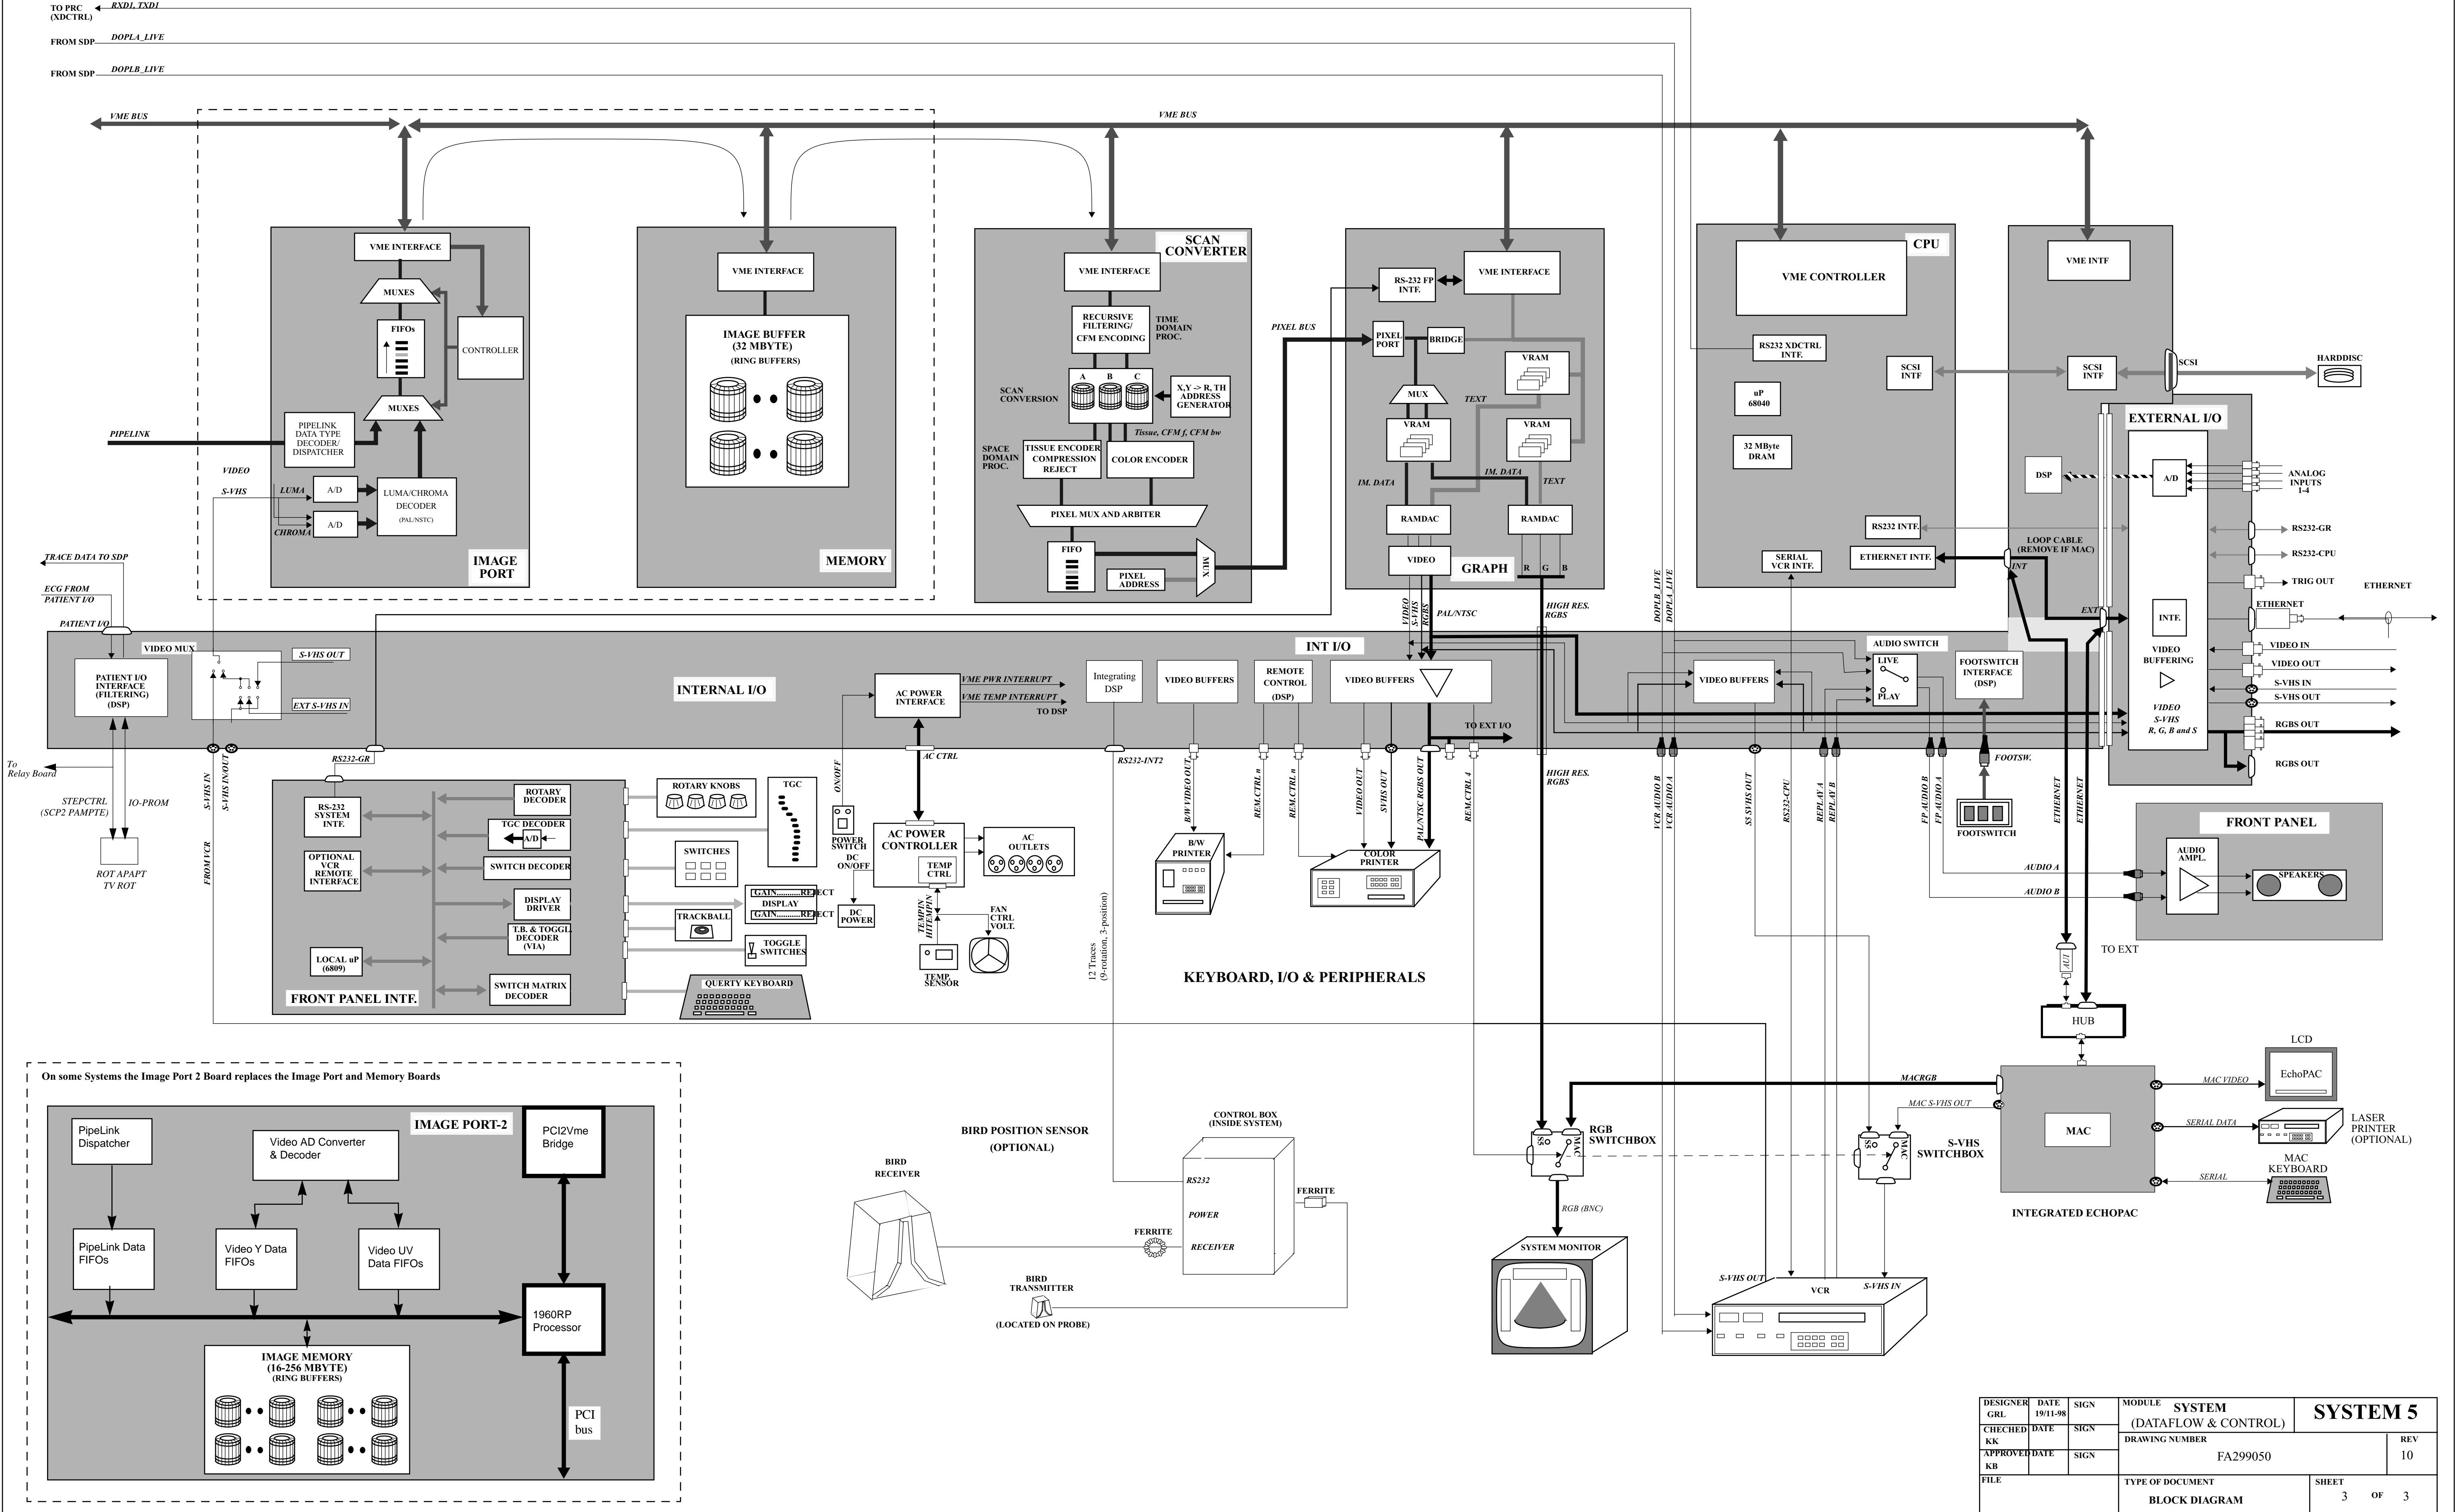 TO PRC
(XDCTRL)
RXD1, TXD1
FROM SDP
DOPLA_LIVE
FROM SDP
DOPLB_LIVE
VME BUS
VME BUS
VME INTERFACE
MUXES
FIFOs
CONTROLLER
MUXES
PIPELINK
DATA TYPE
DECODER/
DISPATCHER
PIPELINK
VIDEO
S-VHS
LUMA
A/D
A/D
CHROMA
LUMA/CHROMA
DECODER
(PAL/NSTC)
IMAGE
PORT
VME INTERFACE
IMAGE BUFFER
(32 MBYTE)
(RING BUFFERS)
MEMORY
SCAN
CONVERTER
VME INTERFACE
RECURSIVE
FILTERING/
CFM ENCODING
TIME
DOMAIN
PROC.
A B C
SCAN
CONVERSION
X,Y -> R, TH
ADDRESS
GENERATOR
Tissue, CFM f, CFM bw
SPACE
DOMAIN
PROC.
TISSUE ENCODER
COMPRESSION
REJECT
COLOR ENCODER
PIXEL MUX AND ARBITER
FIFO
PIXEL
ADDRESS
MUX
PIXEL BUS
RS-232 FP
INTF.
VME INTERFACE
PIXEL
PORT
BRIDGE
VRAM
MUX
TEXT
VRAM
VRAM
IM. DATA
IM. DATA
TEXT
RAMDAC
RAMDAC
VIDEO
R G B
GRAPH
VIDEO
S-VHS
RGBS
PAL/NTSC
HIGH RES.
RGBS
CPU
VME CONTROLLER
RS232 XDCTRL
INTF.
uP
68040
32 MByte
DRAM
SCSI
INTF
RS232 INTF.
ETHERNET INTF.
SERIAL
VCR INTF.
DOPLB_LIVE
DOPLA_LIVE
VME INTF
SCSI
INTF
SCSI
HARDDISC
EXTERNAL I/O
DSP
A/D
ANALOG
INPUTS
1-4
LOOP CABLE
(REMOVE IF MAC)
INT
EXT
RS232-GR
RS232-CPU
TRIG OUT
ETHERNET
ETHERNET
INTF.
VIDEO
BUFFERING
VIDEO
S-VHS
R, G, B and S
VIDEO IN
VIDEO OUT
S-VHS IN
S-VHS OUT
RGBS OUT
RGBS OUT
TRACE DATA TO SDP
ECG FROM
PATIENT I/O
PATIENT I/O
PATIENT I/O
INTERFACE
(FILTERING)
(DSP)
VIDEO MUX
S-VHS OUT
EXT S-VHS IN
INTERNAL I/O
INT I/O
AC POWER
INTERFACE
VME PWR INTERRUPT
VME TEMP INTERRUPT
TO DSP
Integrating
DSP
VIDEO BUFFERS
REMOTE
CONTROL
(DSP)
VIDEO BUFFERS
TO EXT I/O
VIDEO BUFFERS
AUDIO SWITCH
LIVE
PLAY
FOOTSWITCH
INTERFACE
(DSP)
To
Relay Board
STEPCTRL
(SCP2 PAMPTE)
IO-PROM
ROT APAPT
TV ROT
S-VHS IN
S-VHS IN/OUT
FROM VCR
RS232-GR
RS-232
SYSTEM
INTF.
OPTIONAL
VCR
REMOTE
INTERFACE
LOCAL uP
(6809)
FRONT PANEL INTF.
ROTARY
DECODER
TGC DECODER
A/D
SWITCH DECODER
DISPLAY
DRIVER
T.B. & TOGGL.
DECODER
(VIA)
SWITCH MATRIX
DECODER
ROTARY KNOBS
TGC
SWITCHES
GAIN...........REJECT
DISPLAY
GAIN...........REJECT
TRACKBALL
TOGGLE
SWITCHES
QUERTY KEYBOARD
ON/OFF
POWER
SWITCH
DC
ON/OFF
DC
POWER
AC CTRL
AC POWER
CONTROLLER
TEMP
CTRL
AC
OUTLETS
TEMPIN
HITEMPIN
FAN
CTRL
VOLT.
TEMP.
SENSOR
RS232-INT2
12 Traces
(9-rotation, 3-position)
B/W VIDEO OUT
REM.CTRL n
REM.CTRL n
VIDEO OUT
SVHS OUT
PAL/NTSC RGBS OUT
REM.CTRL 4
HIGH RES.
RGBS
B/W
PRINTER
COLOR
PRINTER
KEYBOARD, I/O & PERIPHERALS
VCR AUDIO B
VCR AUDIO A
SS SVHS OUT
RS232-CPU
REPLAY A
REPLAY B
FP AUDIO B
FP AUDIO A
FOOTSW.
FOOTSWITCH
ETHERNET
ETHERNET
FRONT PANEL
AUDIO
AMPL.
SPEAKERS
AUDIO A
AUDIO B
AUI
TO EXT
HUB
LCD
EchoPAC
MAC VIDEO
MACRGB
MAC S-VHS OUT
MAC
SERIAL DATA
LASER
PRINTER
(OPTIONAL)
MAC
KEYBOARD
SERIAL
INTEGRATED ECHOPAC
SS
MAC
RGB
SWITCHBOX
SS
MAC
S-VHS
SWITCHBOX
RGB (BNC)
SYSTEM MONITOR
S-VHS OUT
VCR
S-VHS IN
BIRD POSITION SENSOR
(OPTIONAL)
BIRD
RECEIVER
CONTROL BOX
(INSIDE SYSTEM)
RS232
POWER
RECEIVER
FERRITE
FERRITE
BIRD
TRANSMITTER
(LOCATED ON PROBE)
On some Systems the Image Port 2 Board replaces the Image Port and Memory Boards
IMAGE PORT-2
PipeLink
Dispatcher
Video AD Converter
& Decoder
PCI2Vme
Bridge
PipeLink Data
FIFOs
Video Y Data
FIFOs
Video UV
Data FIFOs
1960RP
Processor
IMAGE MEMORY
(16-256 MBYTE)
(RING BUFFERS)
PCI
bus
DESIGNER
GRL
DATE
19/11-98
SIGN
CHECHED
KK
DATE
SIGN
APPROVED
KB
DATE
SIGN
FILE
MODULE
SYSTEM
(DATAFLOW & CONTROL)
SYSTEM 5
DRAWING NUMBER
FA299050
REV
10
TYPE OF DOCUMENT
BLOCK DIAGRAM
SHEET
3 OF 3